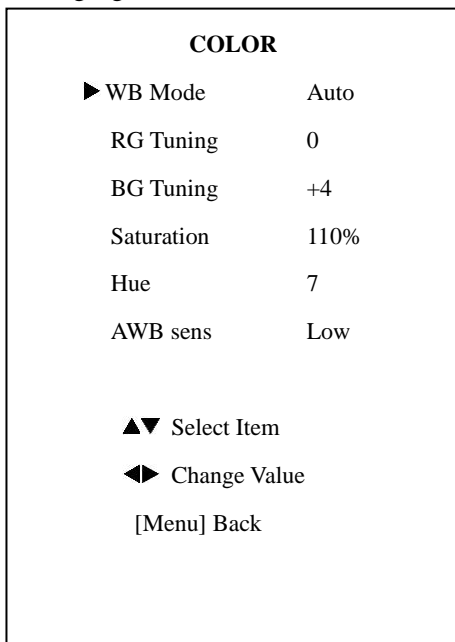 COLOR
▶ WB Mode Auto
RG Tuning 0
BG Tuning +4
Saturation 110%
Hue 7
AWB sens Low
▲▼ Select Item
◀▶ Change Value
[Menu] Back